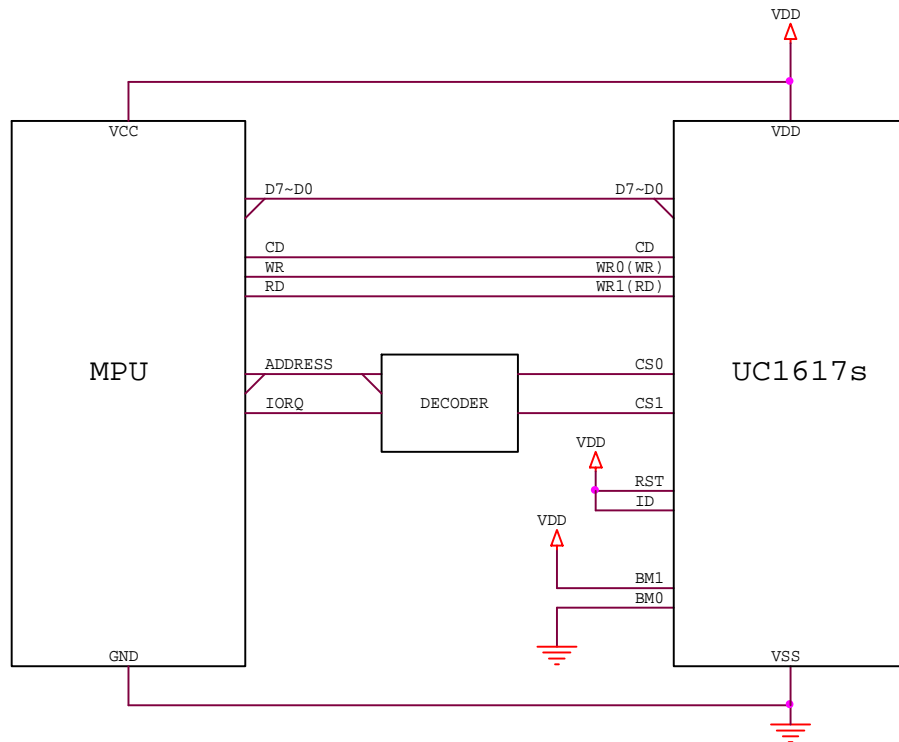 VDD
VCC
VDD
D7~D0
D7~D0
CD
CD
WR
WR0(WR)
RD
WR1(RD)
MPU
ADDRESS
CS0
UC1617s
IORQ
DECODER
CS1
VDD
RST
ID
VDD
BM1
BM0
GND
VSS